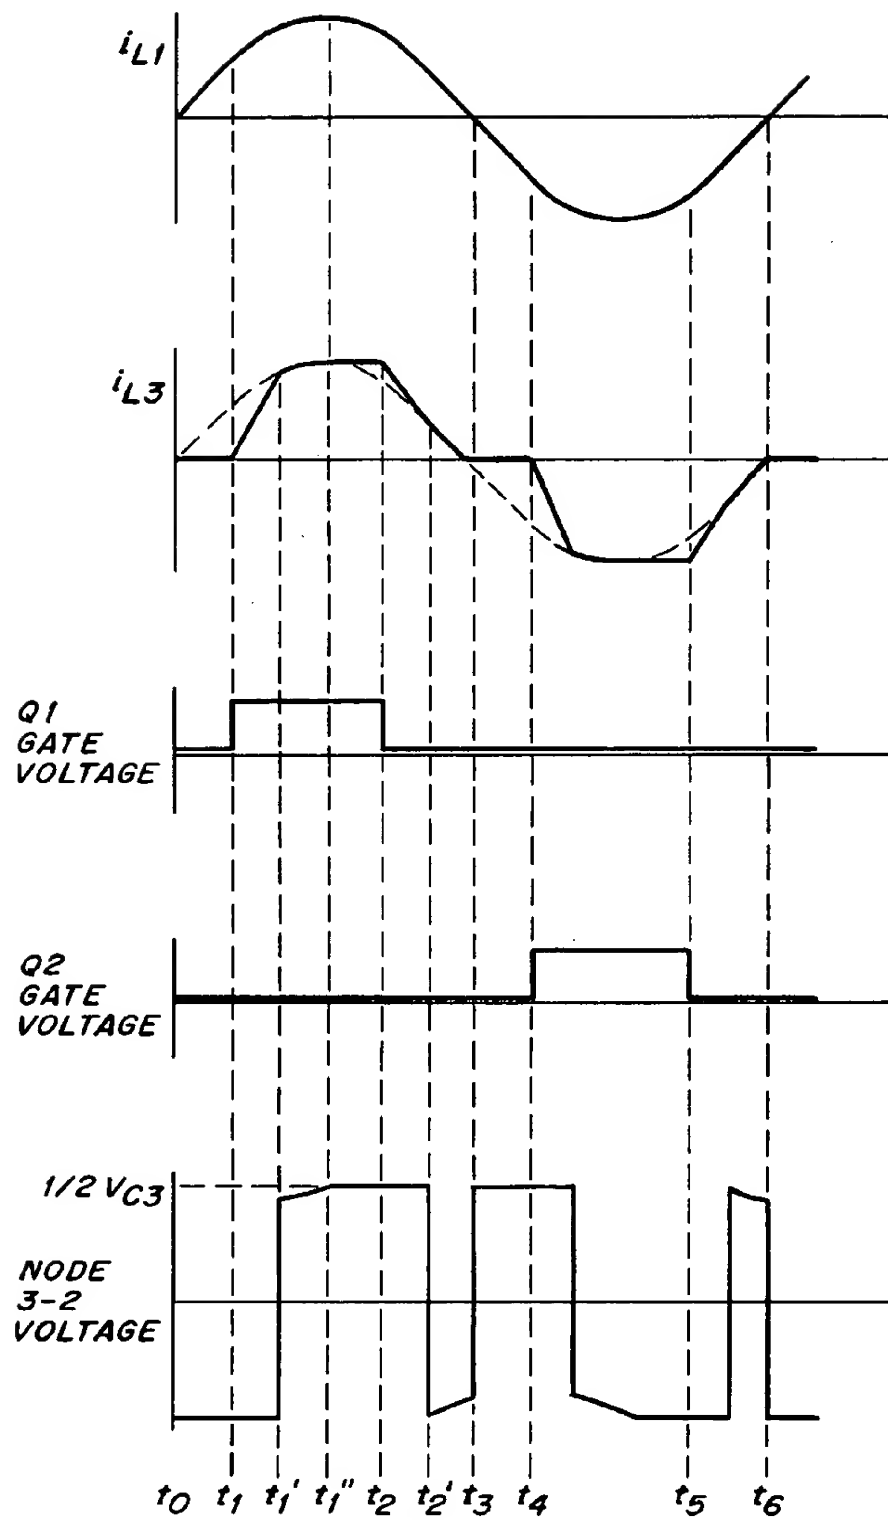 iL1
iL3
Q1
GATE
VOLTAGE
Q2
GATE
VOLTAGE
1/2 VC3
NODE
3-2
VOLTAGE
t0 t1 t1' t1'' t2 t2' t3 t4 t5 t6